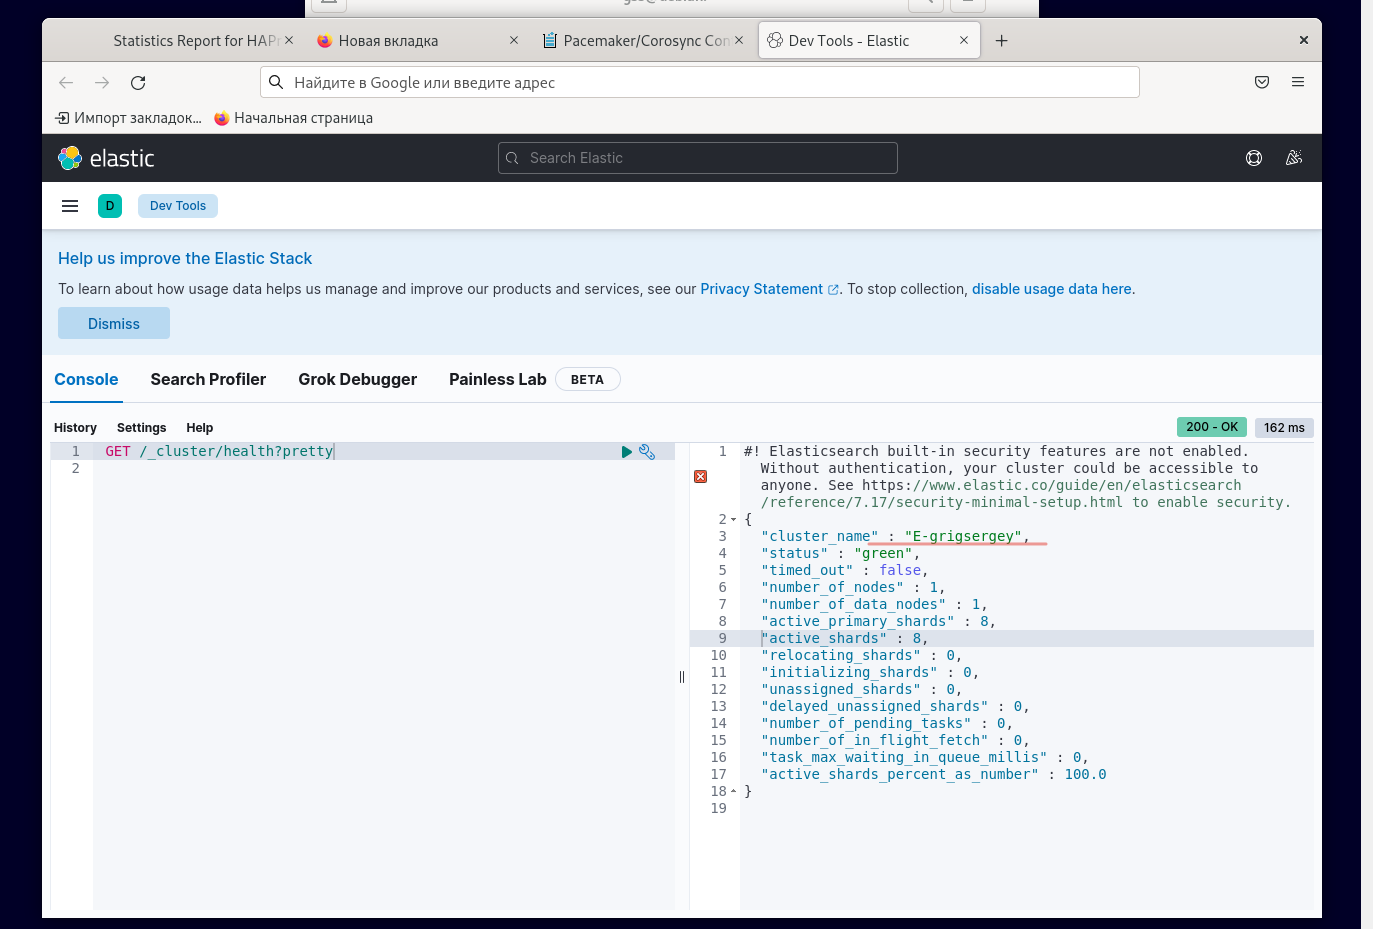 Statistics Report for HAP
Новая вкладка
Pacemaker/Corosync Con
Dev Tools - Elastic
Найдите в Google или введите адрес
Импорт закладок...
Начальная страница
elastic
Search Elastic
D
Dev Tools
Help us improve the Elastic Stack
To learn about how usage data helps us manage and improve our products and services, see our Privacy Statement. To stop collection, disable usage data here.
Dismiss
Console
Search Profiler
Grok Debugger
Painless Lab
BETA
History
Settings
Help
200 - OK
162 ms
1 GET /_cluster/health?pretty
2
1 #! Elasticsearch built-in security features are not enabled.
Without authentication, your cluster could be accessible to
anyone. See https://www.elastic.co/guide/en/elasticsearch
/reference/7.17/security-minimal-setup.html to enable security.
2 {
3 "cluster_name" : "E-grigsergey",
4 "status" : "green",
5 "timed_out" : false,
6 "number_of_nodes" : 1,
7 "number_of_data_nodes" : 1,
8 "active_primary_shards" : 8,
9 "active_shards" : 8,
10 "relocating_shards" : 0,
11 "initializing_shards" : 0,
12 "unassigned_shards" : 0,
13 "delayed_unassigned_shards" : 0,
14 "number_of_pending_tasks" : 0,
15 "number_of_in_flight_fetch" : 0,
16 "task_max_waiting_in_queue_millis" : 0,
17 "active_shards_percent_as_number" : 100.0
18 }
19